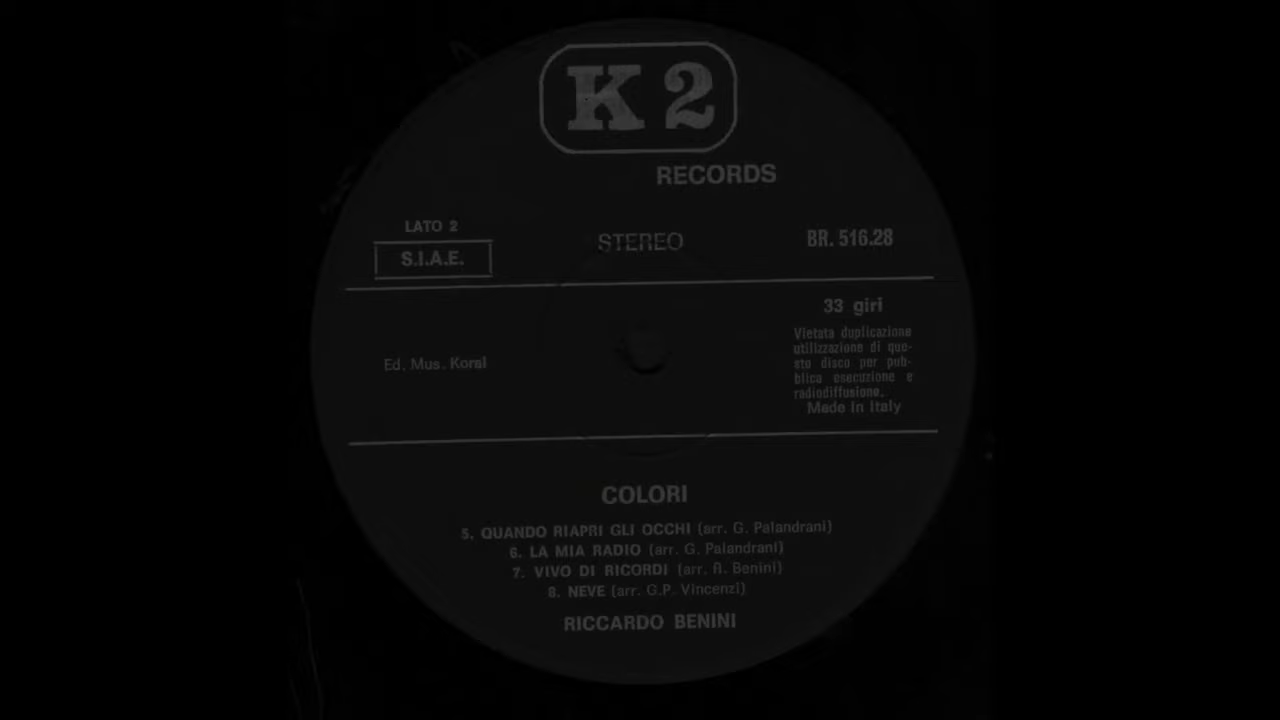 K 2
RECORDS
LATO 2
S.I.A.E.
STEREO
BR. 516.28
33 giri
Vietata duplicazione
utilizzazione di que-
sto disco per pub-
blica esecuzione e
radiodiffusione.
Made in Italy
Ed. Mus. Koral
COLORI
5. QUANDO RIAPRI GLI OCCHI (arr. G. Palandrani)
6. LA MIA RADIO (arr. G. Palandrani)
7. VIVO DI RICORDI (arr. R. Benini)
8. NEVE (arr. G.P. Vincenzi)
RICCARDO BENINI